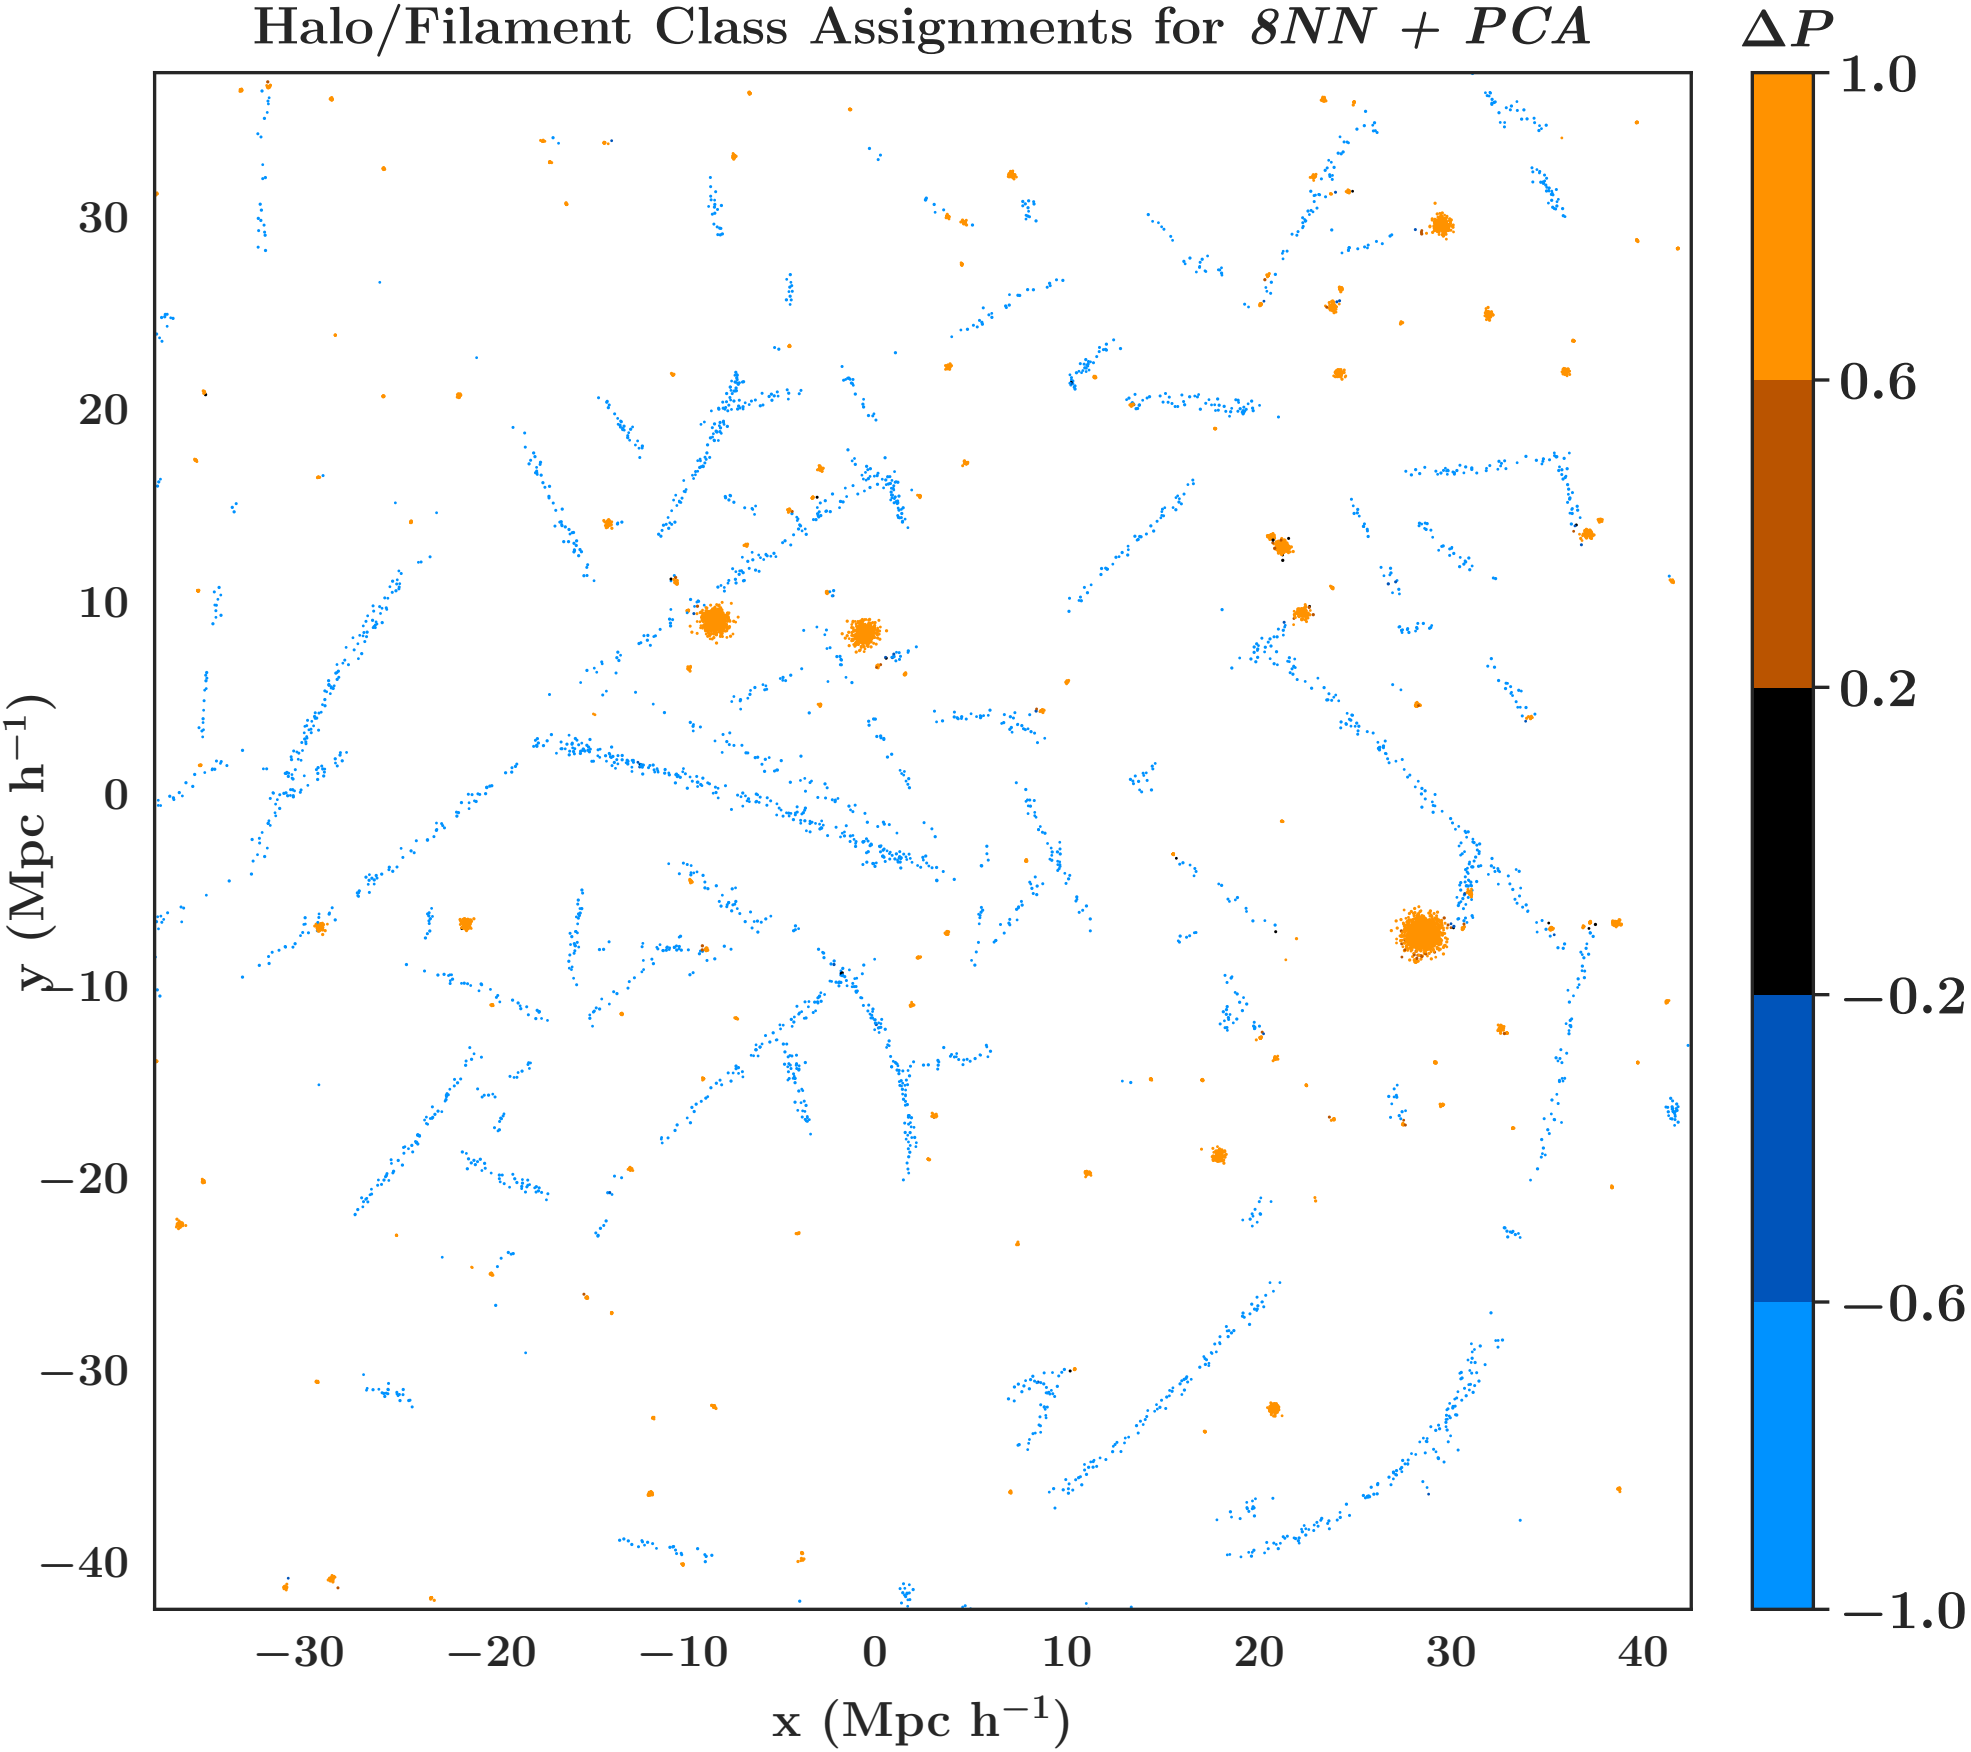 Halo/Filament Class Assignments for 8NN + PCA
ΔP
1.0
0.6
0.2
−0.2
−0.6
−1.0
30
20
10
0
−10
−20
−30
−40
y (Mpc h⁻¹)
−30 −20 −10 0 10 20 30 40
x (Mpc h⁻¹)